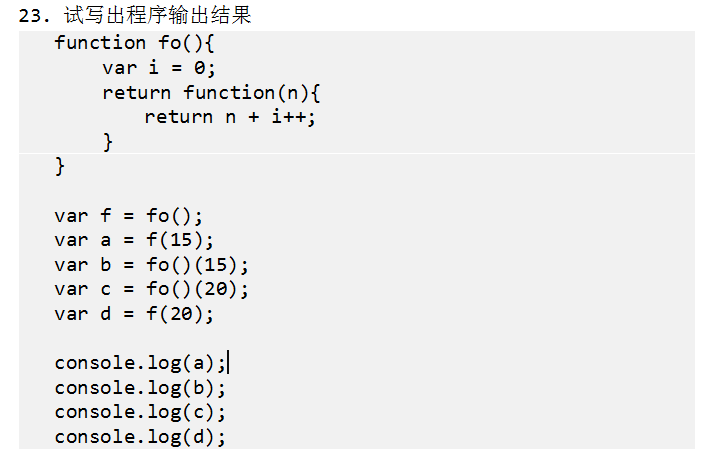 23. 试写出程序输出结果
function fo(){
var i = 0;
return function(n){
return n + i++;
}
}
var f = fo();
var a = f(15);
var b = fo()(15);
var c = fo()(20);
var d = f(20);
console.log(a);
console.log(b);
console.log(c);
console.log(d);